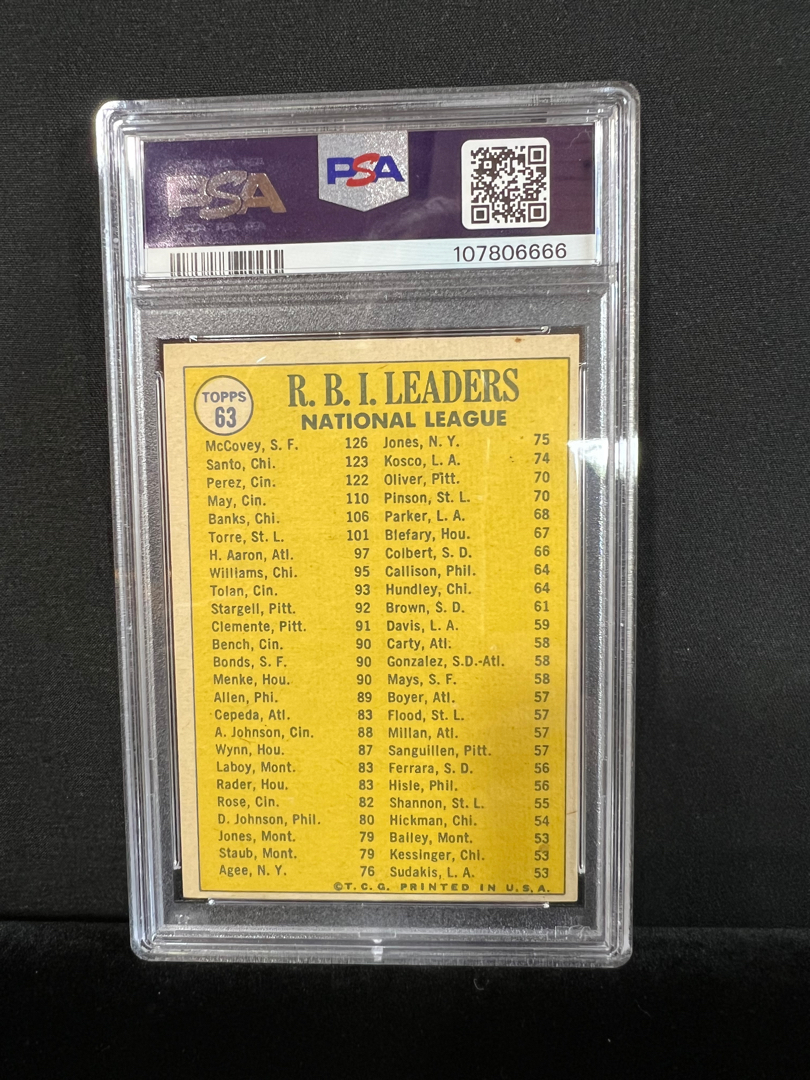 PSA
PSA
107806666
TOPPS
63
R. B. I. LEADERS
NATIONAL LEAGUE
McCovey, S. F. 126 Jones, N. Y. 75
Santo, Chi. 123 Kosco, L. A. 74
Perez, Cin. 122 Oliver, Pitt. 70
May, Cin. 110 Pinson, St. L. 70
Banks, Chi. 106 Parker, L. A. 68
Torre, St. L. 101 Blefary, Hou. 67
H. Aaron, Atl. 97 Colbert, S. D. 66
Williams, Chi. 95 Callison, Phil. 64
Tolan, Cin. 93 Hundley, Chi. 64
Stargell, Pitt. 92 Brown, S. D. 61
Clemente, Pitt. 91 Davis, L. A. 59
Bench, Cin. 90 Carty, Atl. 58
Bonds, S. F. 90 Gonzalez, S.D.-Atl. 58
Menke, Hou. 90 Mays, S. F. 58
Allen, Phi. 89 Boyer, Atl. 57
Cepeda, Atl. 83 Flood, St. L. 57
A. Johnson, Cin. 88 Millan, Atl. 57
Wynn, Hou. 87 Sanguillen, Pitt. 57
Laboy, Mont. 83 Ferrara, S. D. 56
Rader, Hou. 83 Hisle, Phil. 56
Rose, Cin. 82 Shannon, St. L. 55
D. Johnson, Phil. 80 Hickman, Chi. 54
Jones, Mont. 79 Bailey, Mont. 53
Staub, Mont. 79 Kessinger, Chi. 53
Agee, N. Y. 76 Sudakis, L. A. 53
©T.C.G. PRINTED IN U.S.A.